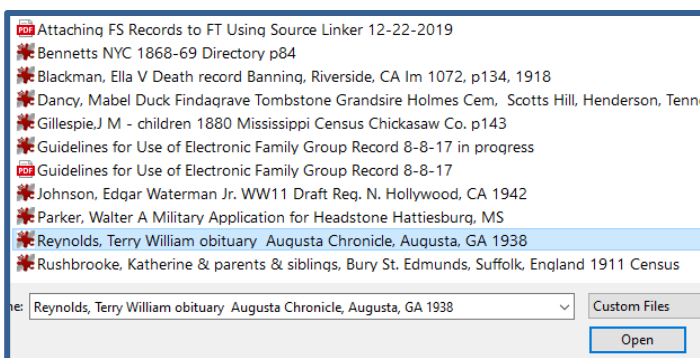 Attaching FS Records to FT Using Source Linker 12-22-2019
Bennetts NYC 1868-69 Directory p84
Blackman, Ella V Death record Banning, Riverside, CA Im 1072, p134, 1918
Dancy, Mabel Duck Findagrave Tombstone Grandsire Holmes Cem, Scotts Hill, Henderson, Tenn
Gillespie,J M - children 1880 Mississippi Census Chickasaw Co. p143
Guidelines for Use of Electronic Family Group Record 8-8-17 in progress
PDF Guidelines for Use of Electronic Family Group Record 8-8-17
Johnson, Edgar Waterman Jr. WW11 Draft Reg. N. Hollywood, CA 1942
Parker, Walter A Military Application for Headstone Hattiesburg, MS
Reynolds, Terry William obituary  Augusta Chronicle, Augusta, GA 1938
Rushbrooke, Katherine & parents & siblings, Bury St. Edmunds, Suffolk, England 1911 Census
ne: Reynolds, Terry William obituary  Augusta Chronicle, Augusta, GA 1938 Custom Files
Open